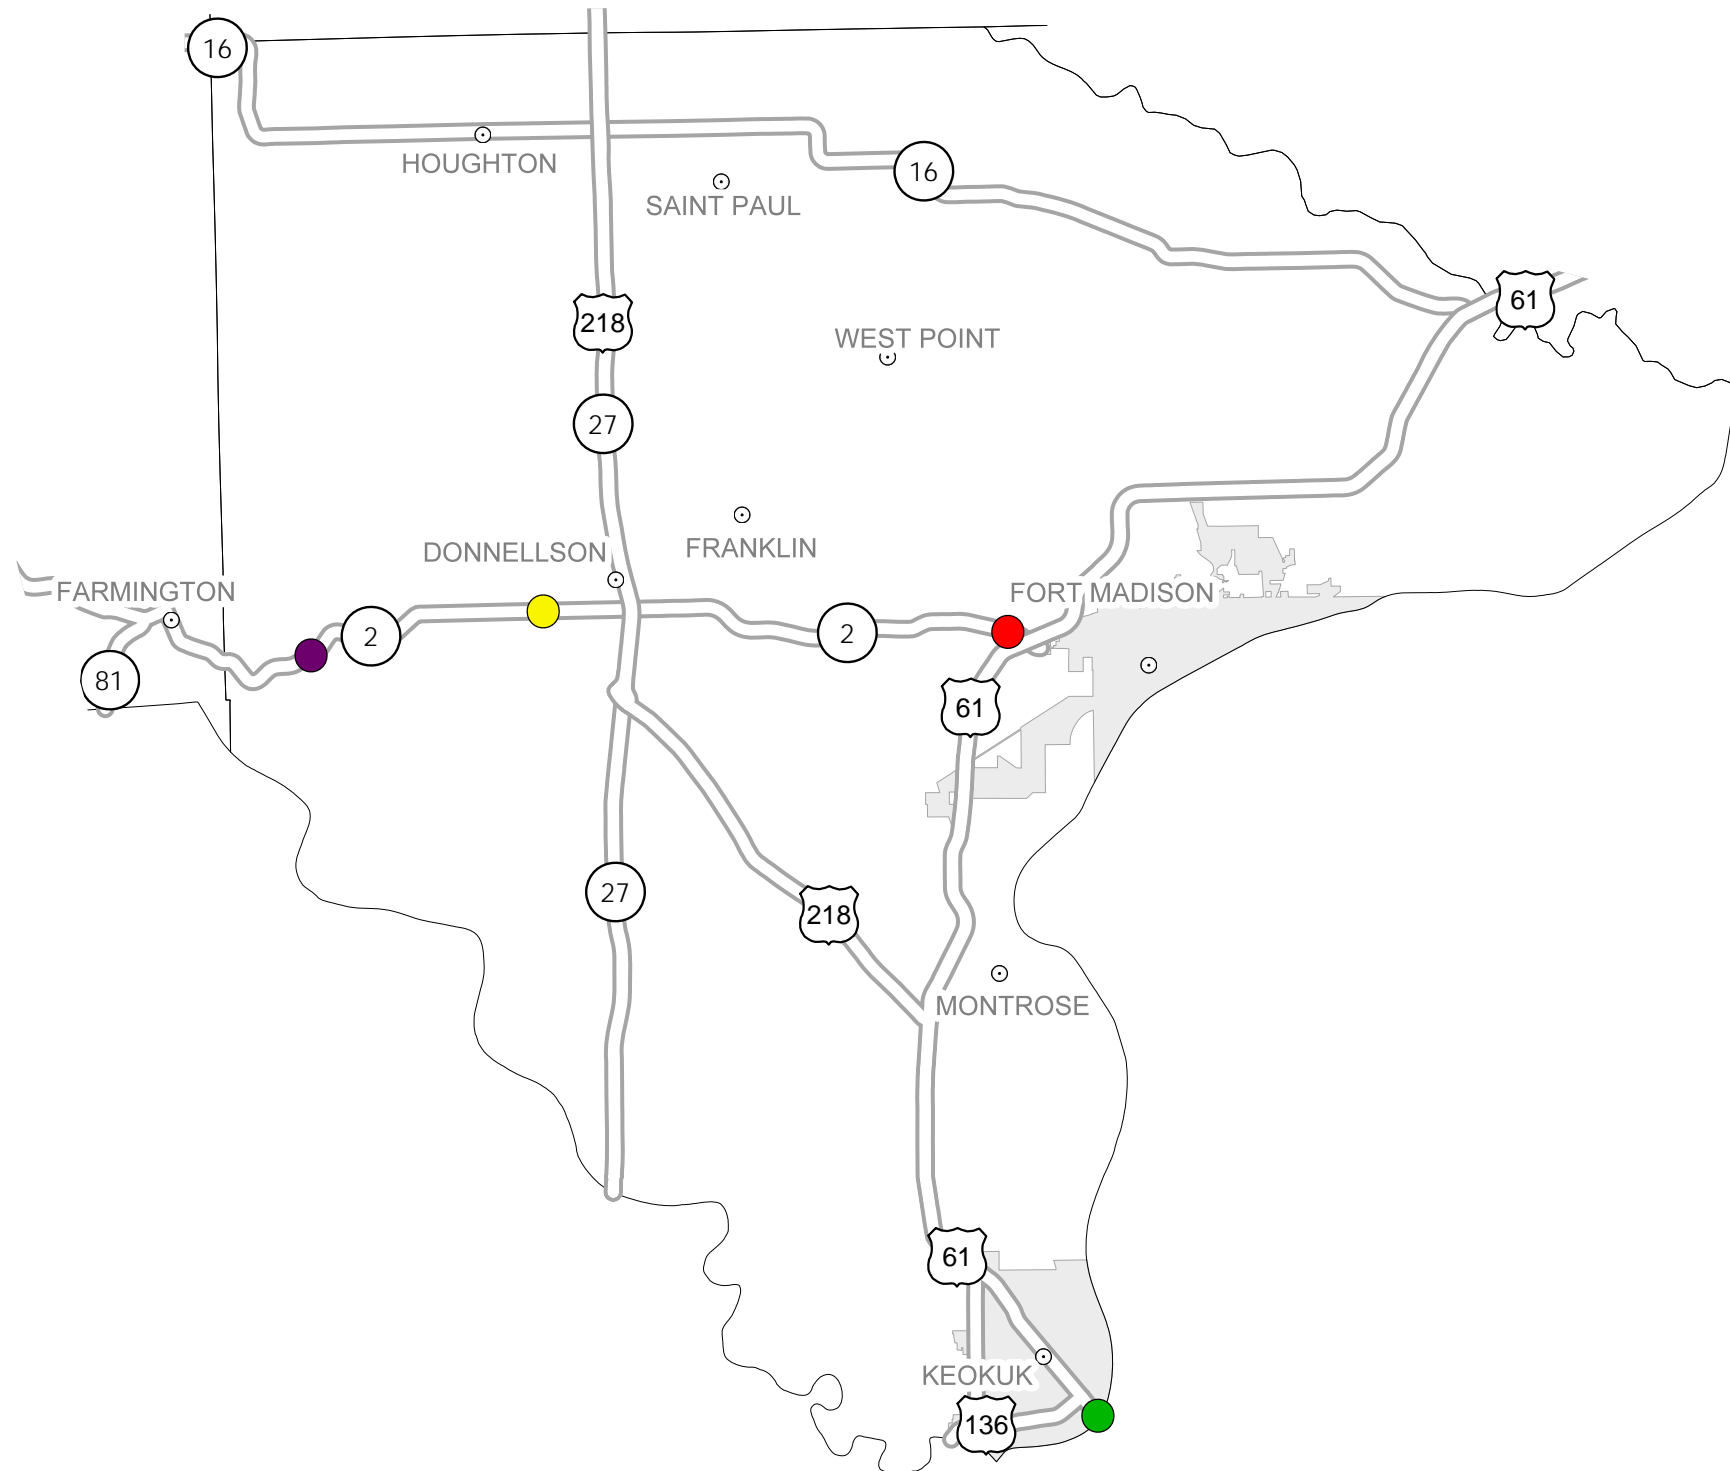 16
HOUGHTON
16
SAINT PAUL
61
218
WEST POINT
27
DONNELLSON
FRANKLIN
FARMINGTON
FORT MADISON
2
2
81
61
27
218
MONTROSE
61
KEOKUK
136